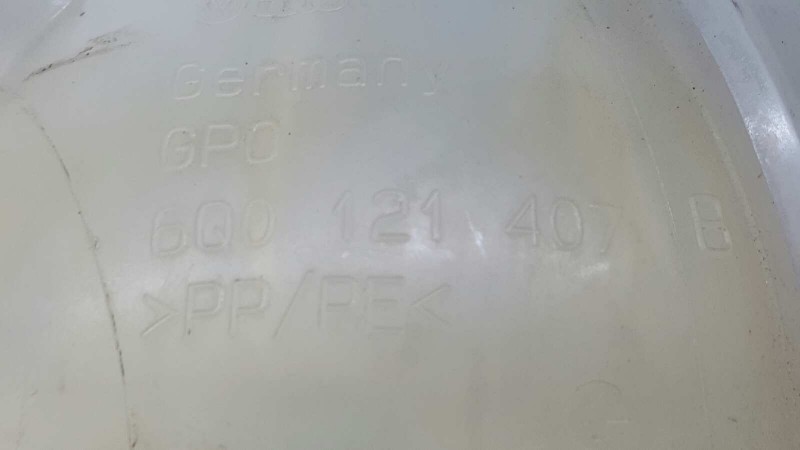 Germany
GPO
6Q0 121 407 B
>PP/PE<